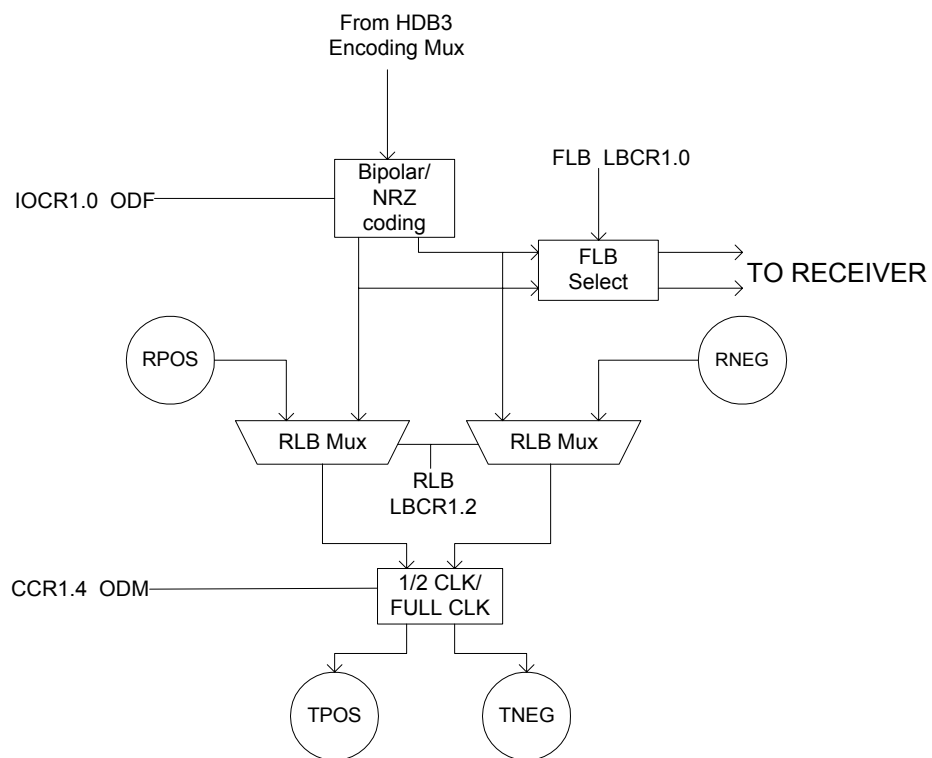 From HDB3
Encoding Mux
FLB LBCR1.0
Bipolar/
NRZ
coding
IOCR1.0 ODF
FLB
Select
TO RECEIVER
RPOS
RNEG
RLB Mux
RLB Mux
RLB
LBCR1.2
CCR1.4 ODM
1/2 CLK/
FULL CLK
TPOS
TNEG